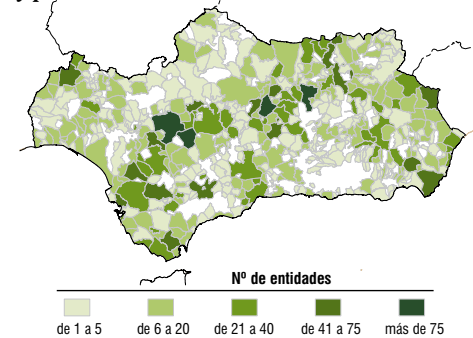 Nº de entidades
de 1 a 5
de 6 a 20
de 21 a 40
de 41 a 75
más de 75